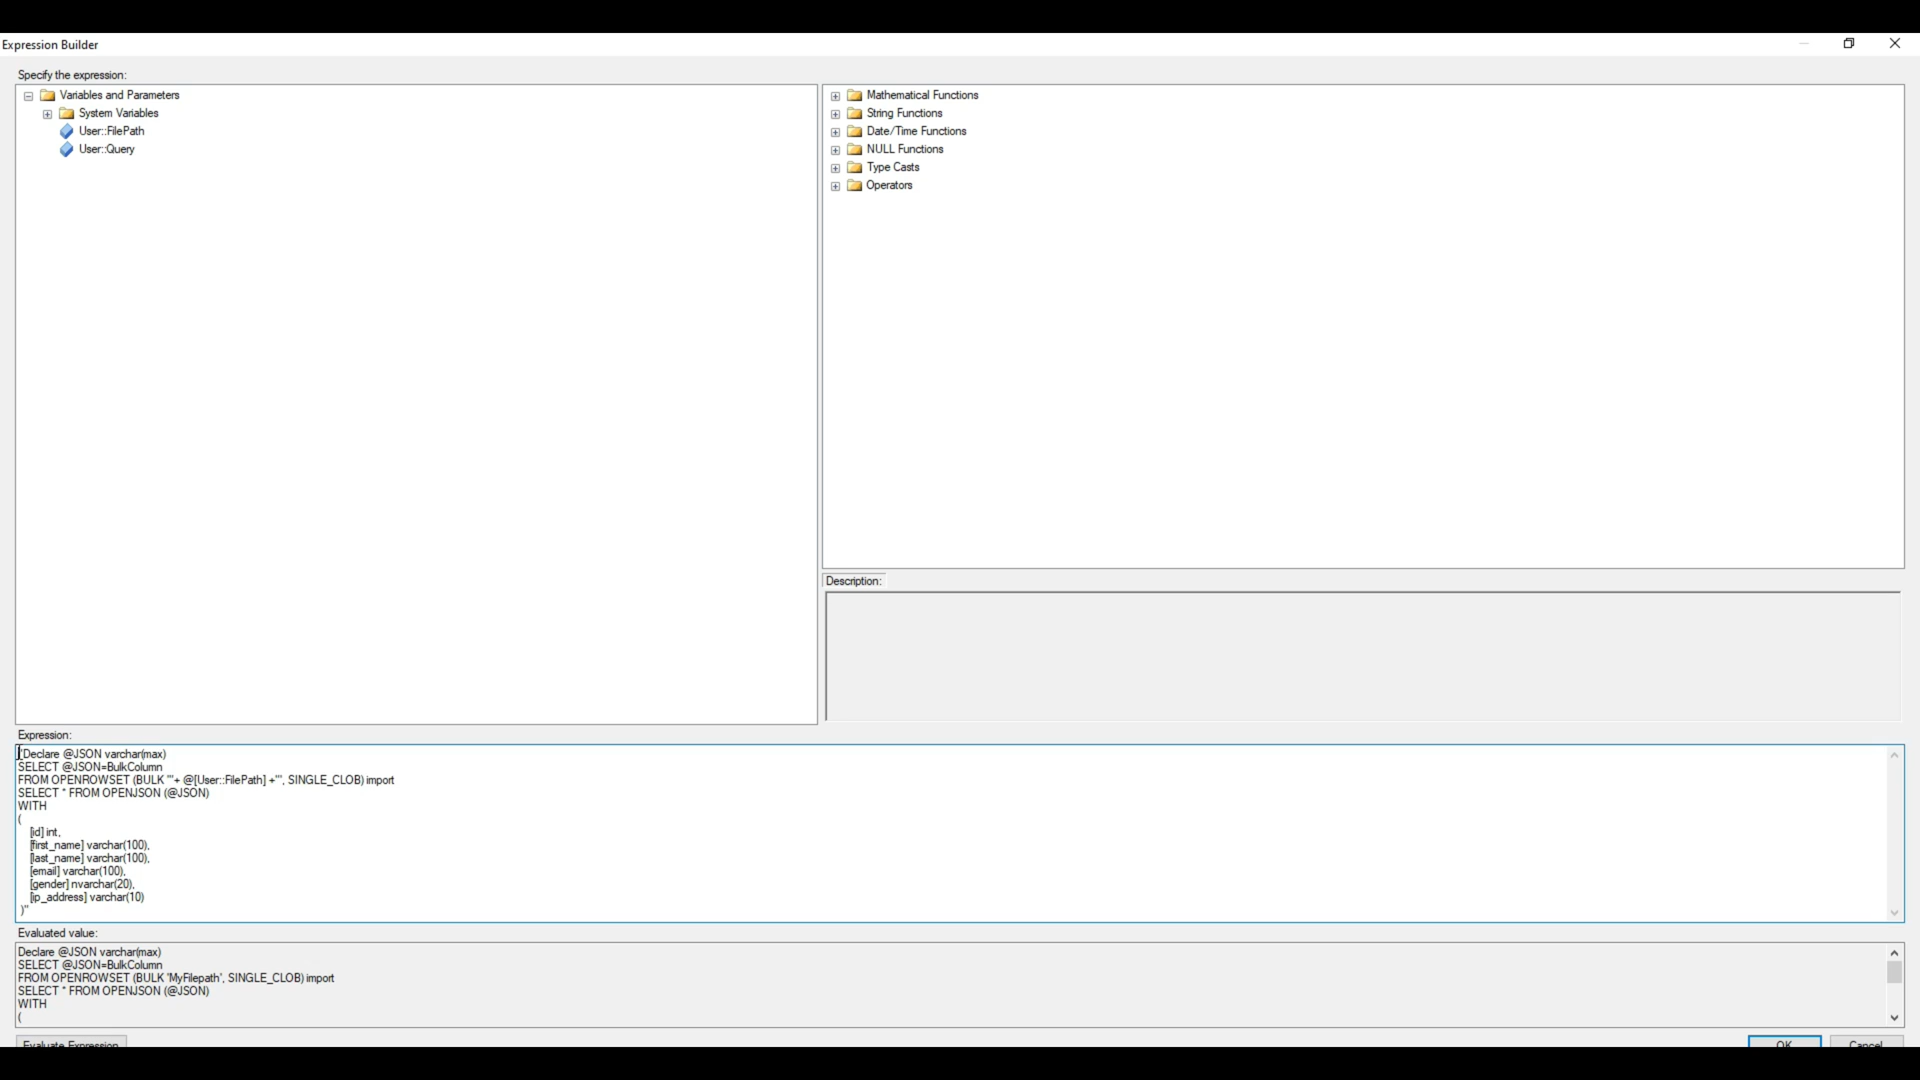 Expression Builder
Specify the expression:
Variables and Parameters
System Variables
User::FilePath
User::Query
Mathematical Functions
String Functions
Date/Time Functions
NULL Functions
Type Casts
Operators
Description:
Expression:
"Declare @JSON varchar(max)
SELECT @JSON=BulkColumn
FROM OPENROWSET (BULK '"+ @[User::FilePath] +"', SINGLE_CLOB) import
SELECT * FROM OPENJSON (@JSON)
WITH
(
[id] int,
[first_name] varchar(100),
[last_name] varchar(100),
[email] varchar(100),
[gender] nvarchar(20),
[ip_address] varchar(10)
)"
Evaluated value:
Declare @JSON varchar(max)
SELECT @JSON=BulkColumn
FROM OPENROWSET (BULK 'MyFilepath', SINGLE_CLOB) import
SELECT * FROM OPENJSON (@JSON)
WITH
(
Evaluate Expression
OK
Cancel